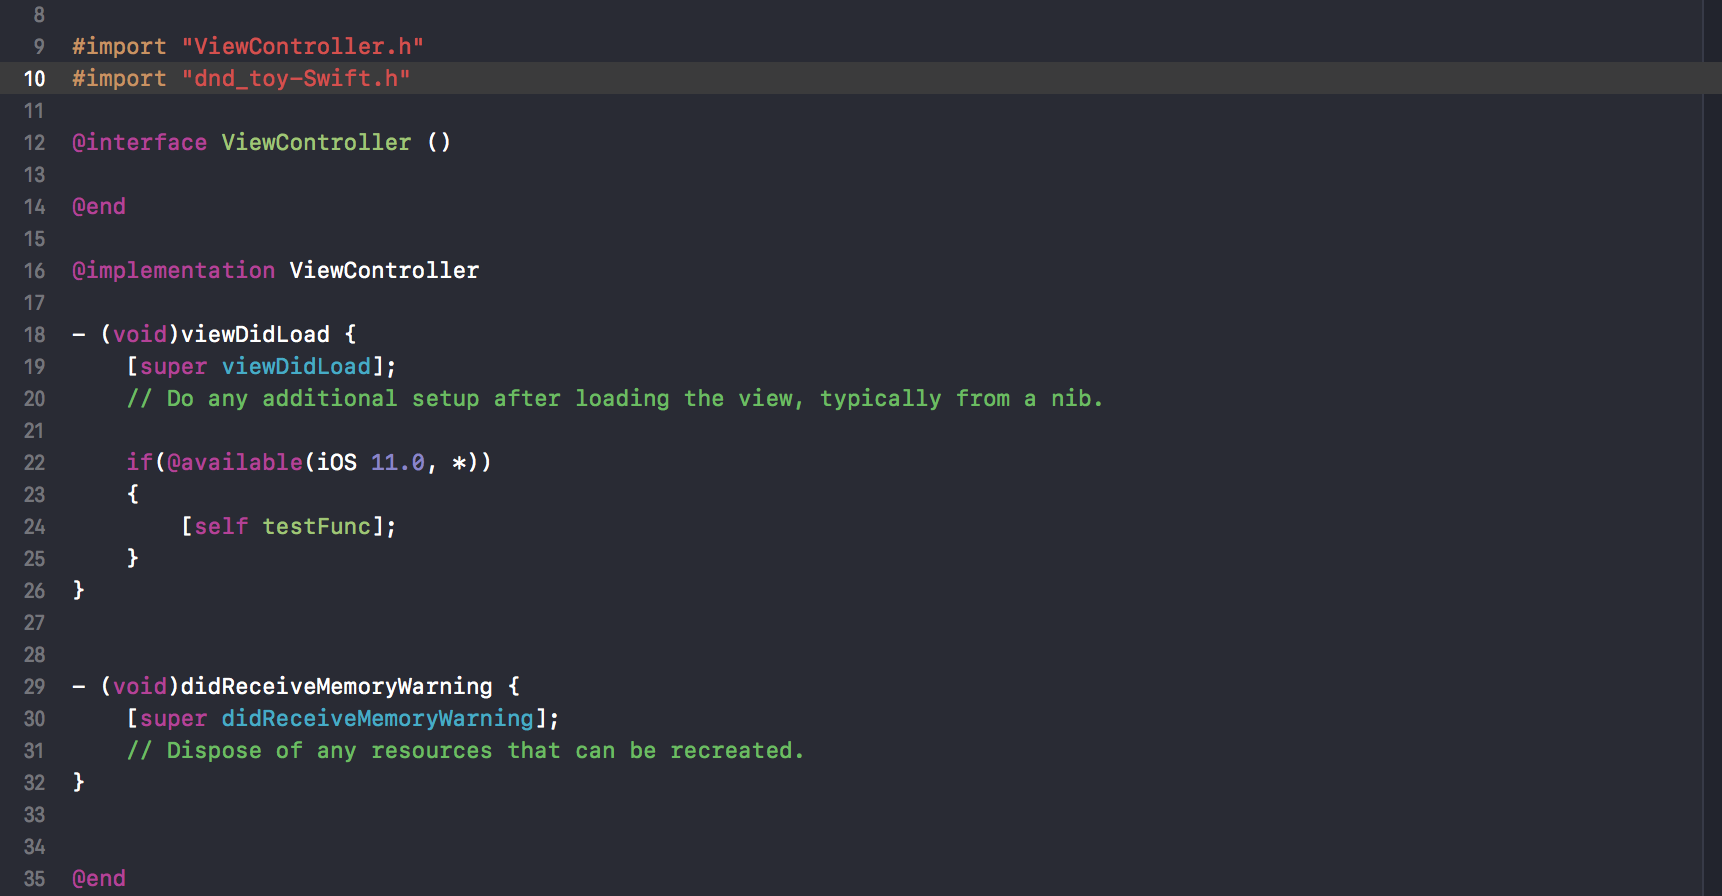 8
9 #import "ViewController.h"
10 #import "dnd_toy-Swift.h"
11
12 @interface ViewController ()
13
14 @end
15
16 @implementation ViewController
17
18 - (void)viewDidLoad {
19     [super viewDidLoad];
20     // Do any additional setup after loading the view, typically from a nib.
21
22     if(@available(iOS 11.0, *))
23     {
24         [self testFunc];
25     }
26 }
27
28
29 - (void)didReceiveMemoryWarning {
30     [super didReceiveMemoryWarning];
31     // Dispose of any resources that can be recreated.
32 }
33
34
35 @end